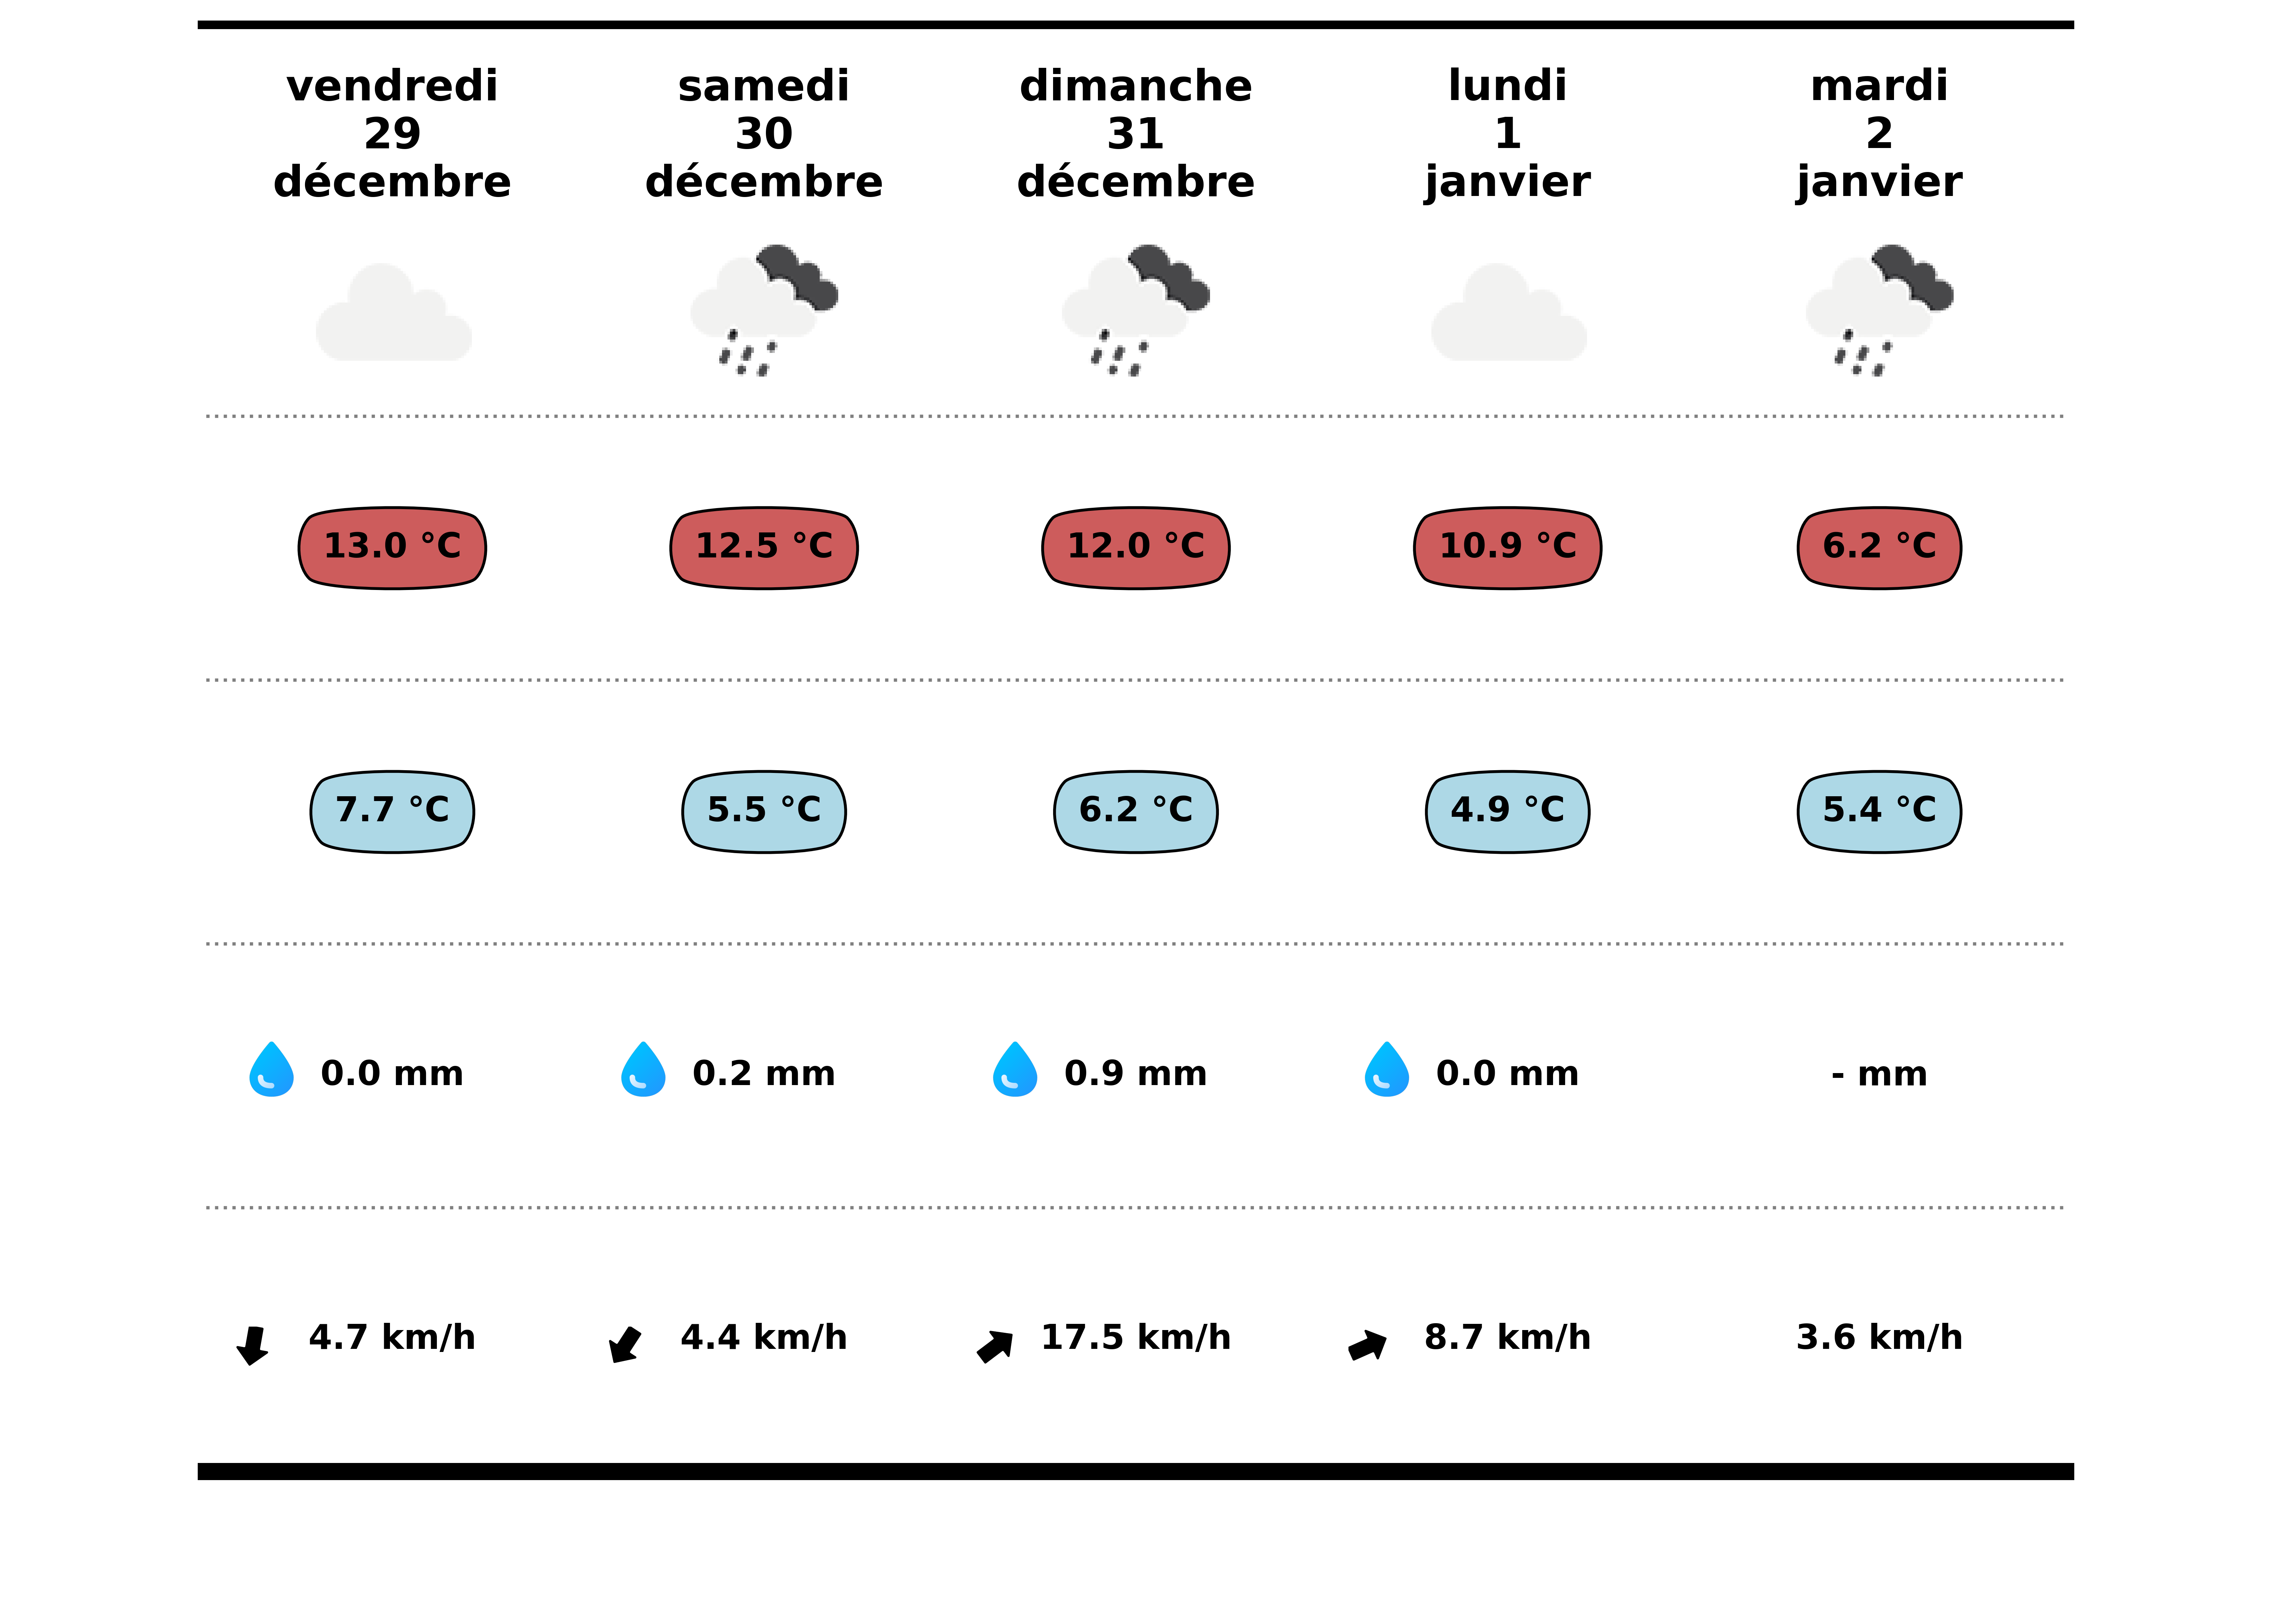 vendredi
29
décembre
samedi
30
décembre
dimanche
31
décembre
lundi
1
janvier
mardi
2
janvier
13.0 °C
12.5 °C
12.0 °C
10.9 °C
6.2 °C
7.7 °C
5.5 °C
6.2 °C
4.9 °C
5.4 °C
0.0 mm
0.2 mm
0.9 mm
0.0 mm
- mm
4.7 km/h
4.4 km/h
17.5 km/h
8.7 km/h
3.6 km/h